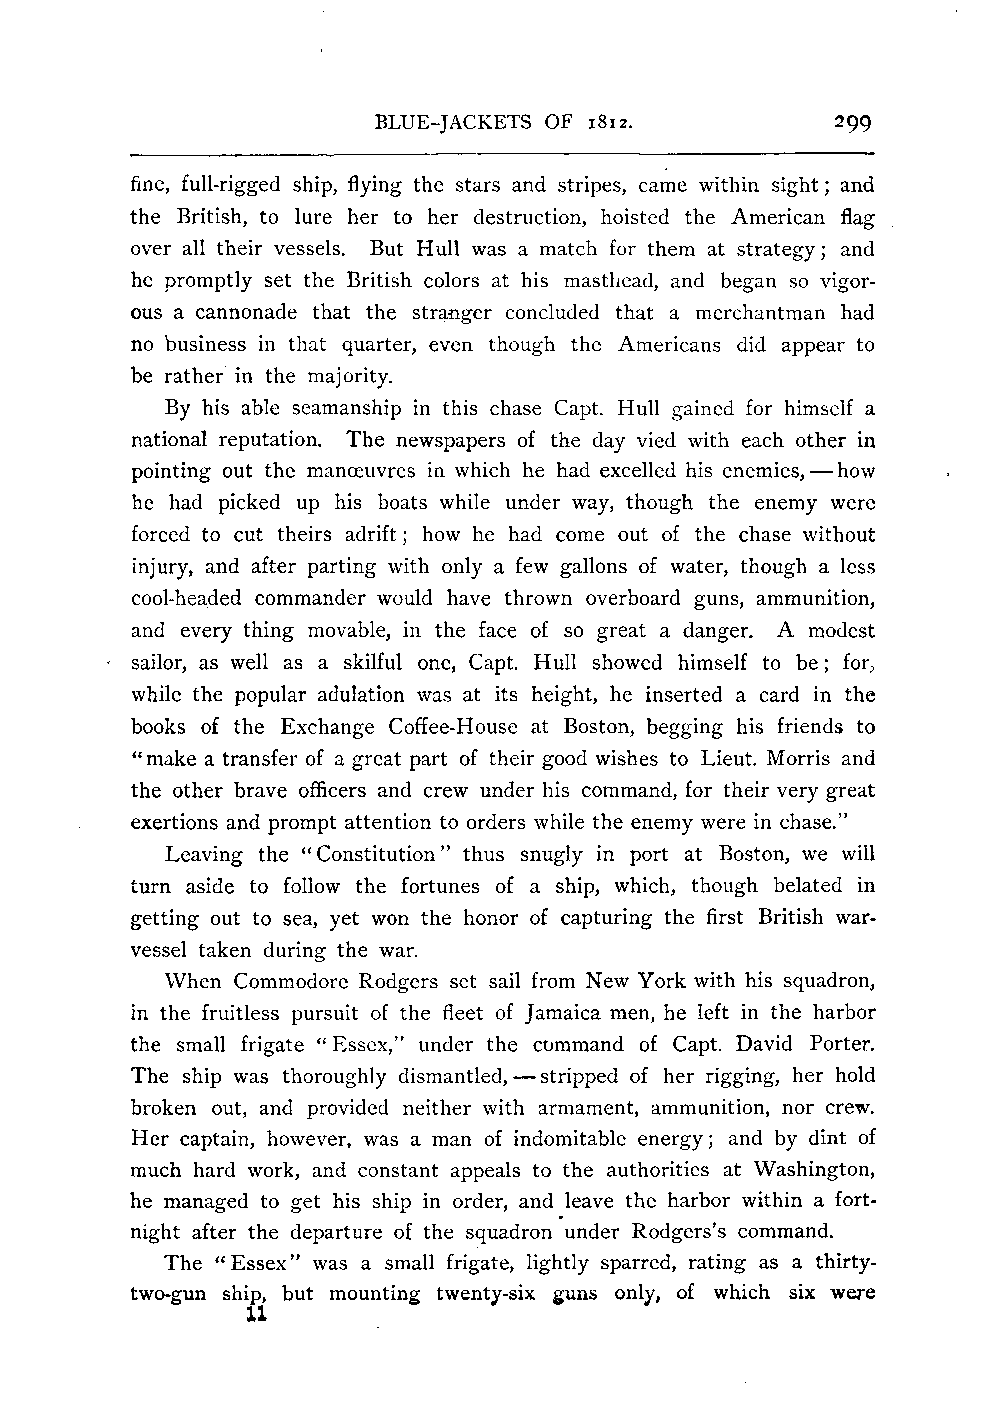 BLUE-JACKETS OF 1812. 299
fine, full-rigged ship, flying the stars and stripes, came within sight; and
the British, to lure her to her destruction, hoisted the American flag
over all their vessels. But Hull was a match for them at strategy; and
he promptly set the British colors at his masthead, and began so vigor-
ous a cannonade that the stranger concluded that a merchantman had
no business in that quarter, even though the Americans did appear to
be rather in the majority.
By his able seamanship in this chase Capt. Hull gained for himself a
national reputation. The newspapers of the day vied with each other in
pointing out the manœuvres in which he had excelled his enemies,—how
he had picked up his boats while under way, though the enemy were
forced to cut theirs adrift; how he had come out of the chase without
injury, and after parting with only a few gallons of water, though a less
cool-headed commander would have thrown overboard guns, ammunition,
and every thing movable, in the face of so great a danger. A modest
sailor, as well as a skilful one, Capt. Hull showed himself to be; for,
while the popular adulation was at its height, he inserted a card in the
books of the Exchange Coffee-House at Boston, begging his friends to
"make a transfer of a great part of their good wishes to Lieut. Morris and
the other brave officers and crew under his command, for their very great
exertions and prompt attention to orders while the enemy were in chase."
Leaving the "Constitution" thus snugly in port at Boston, we will
turn aside to follow the fortunes of a ship, which, though belated in
getting out to sea, yet won the honor of capturing the first British war-
vessel taken during the war.
When Commodore Rodgers set sail from New York with his squadron,
in the fruitless pursuit of the fleet of Jamaica men, he left in the harbor
the small frigate "Essex," under the command of Capt. David Porter.
The ship was thoroughly dismantled,—stripped of her rigging, her hold
broken out, and provided neither with armament, ammunition, nor crew.
Her captain, however, was a man of indomitable energy; and by dint of
much hard work, and constant appeals to the authorities at Washington,
he managed to get his ship in order, and leave the harbor within a fort-
night after the departure of the squadron under Rodgers's command.
The "Essex" was a small frigate, lightly sparred, rating as a thirty-
two-gun ship, but mounting twenty-six guns only, of which six were
11